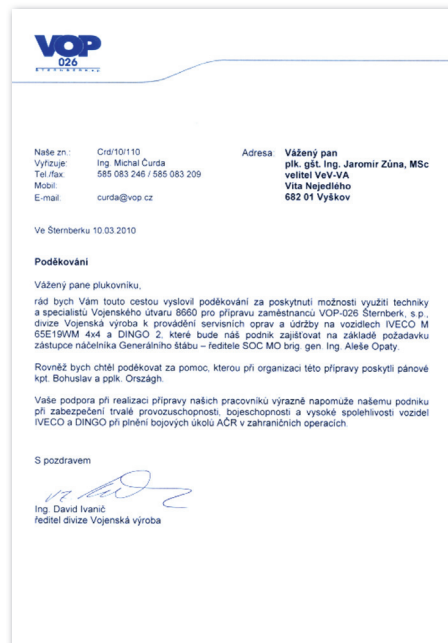 VOP
026
ŠTERNBERK
Naše zn.: Crd/10/110
Vyřizuje: Ing. Michal Čurda
Tel./fax: 585 083 246 / 585 083 209
Mobil:
E-mail: curda@vop.cz
Adresa: Vážený pan
plk. gšt. Ing. Jaromír Zůna, MSc
velitel VeV-VA
Víta Nejedlého
682 01 Vyškov
Ve Šternberku 10.03.2010
Poděkování
Vážený pane plukovníku,
rád bych Vám touto cestou vyslovil poděkování za poskytnutí možnosti využití techniky
a specialistů Vojenského útvaru 8660 pro přípravu zaměstnanců VOP-026 Šternberk, s.p.,
divize Vojenská výroba k provádění servisních oprav a údržby na vozidlech IVECO M
65E19WM 4x4 a DINGO 2, které bude náš podnik zajišťovat na základě požadavku
zástupce náčelníka Generálního štábu – ředitele SOC MO brig. gen. Ing. Aleše Opaty.
Rovněž bych chtěl poděkovat za pomoc, kterou při organizaci této přípravy poskytli pánové
kpt. Bohuslav a pplk. Országh.
Vaše podpora při realizaci přípravy našich pracovníků výrazně napomůže našemu podniku
při zabezpečení trvalé provozuschopnosti, bojeschopnosti a vysoké spolehlivosti vozidel
IVECO a DINGO při plnění bojových úkolů AČR v zahraničních operacích.
S pozdravem
Ing. David Ivanič
ředitel divize Vojenská výroba